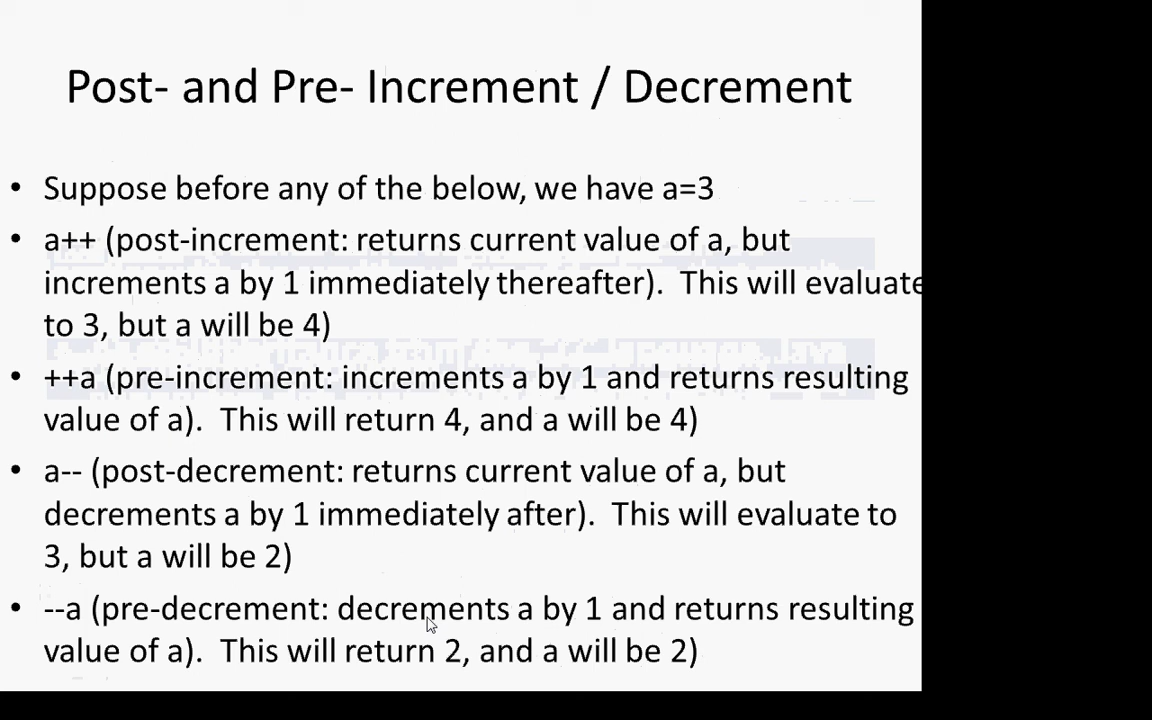 Post- and Pre- Increment / Decrement
• Suppose before any of the below, we have a=3
• a++ (post-increment: returns current value of a, but
increments a by 1 immediately thereafter).  This will evaluate
to 3, but a will be 4)
• ++a (pre-increment: increments a by 1 and returns resulting
value of a).  This will return 4, and a will be 4)
• a-- (post-decrement: returns current value of a, but
decrements a by 1 immediately after).  This will evaluate to
3, but a will be 2)
• --a (pre-decrement: decrements a by 1 and returns resulting
value of a).  This will return 2, and a will be 2)